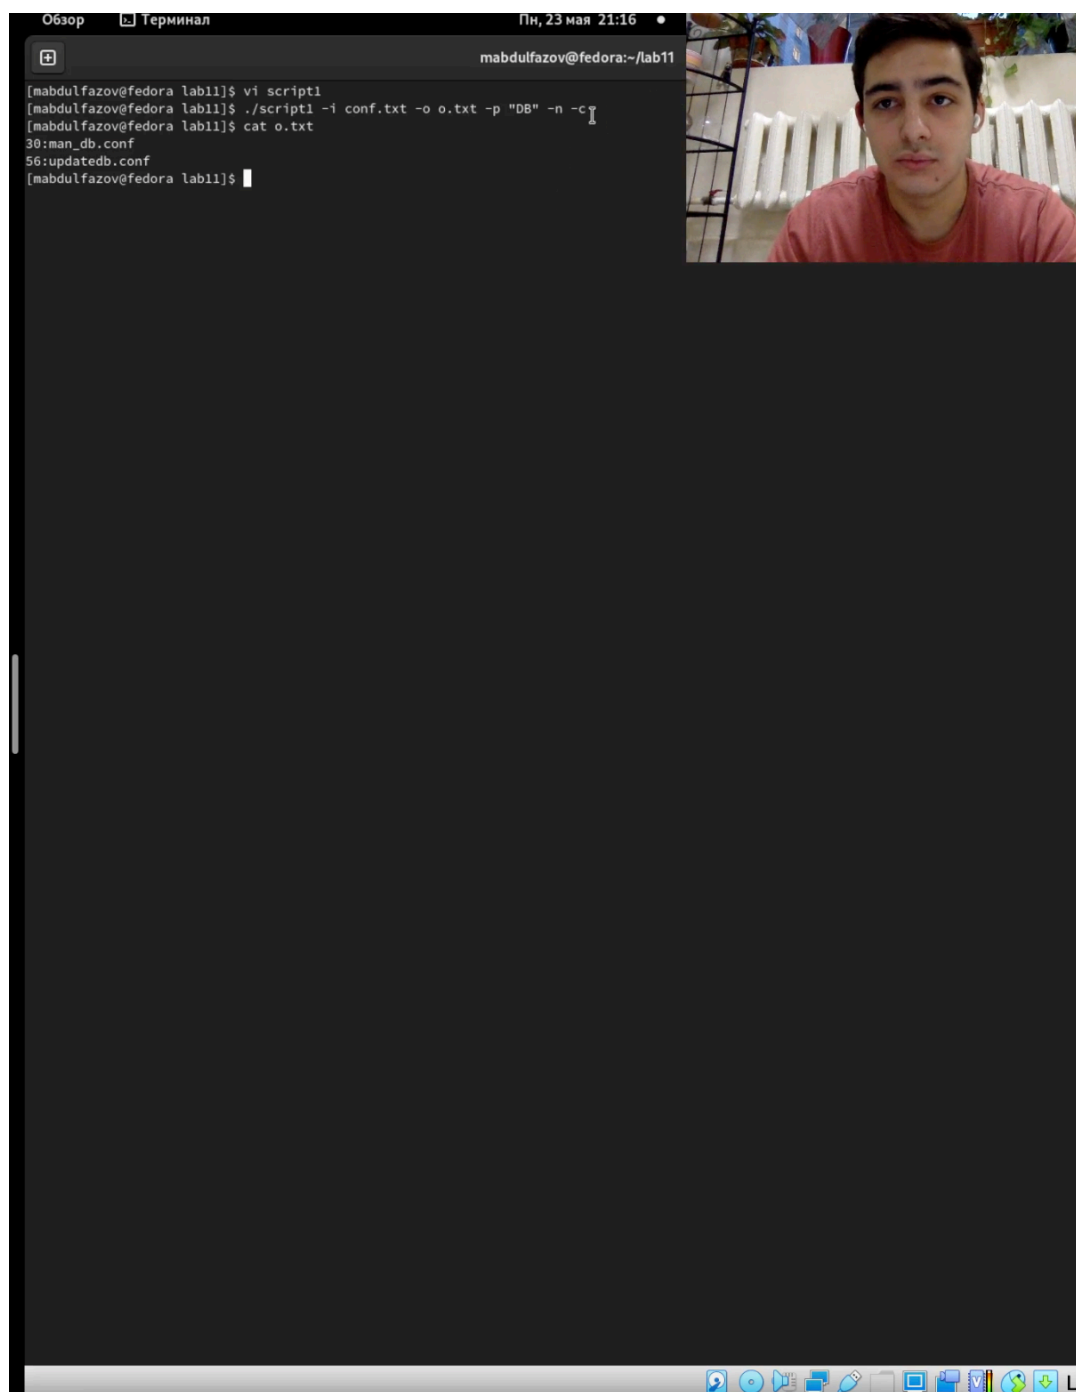 Обзор Терминал Пн, 23 мая 21:16
mabdulfazov@fedora:~/lab11
[mabdulfazov@fedora lab11]$ vi script1
[mabdulfazov@fedora lab11]$ ./script1 -i conf.txt -o o.txt -p "DB" -n -c
[mabdulfazov@fedora lab11]$ cat o.txt
30:man_db.conf
56:updatedb.conf
[mabdulfazov@fedora lab11]$